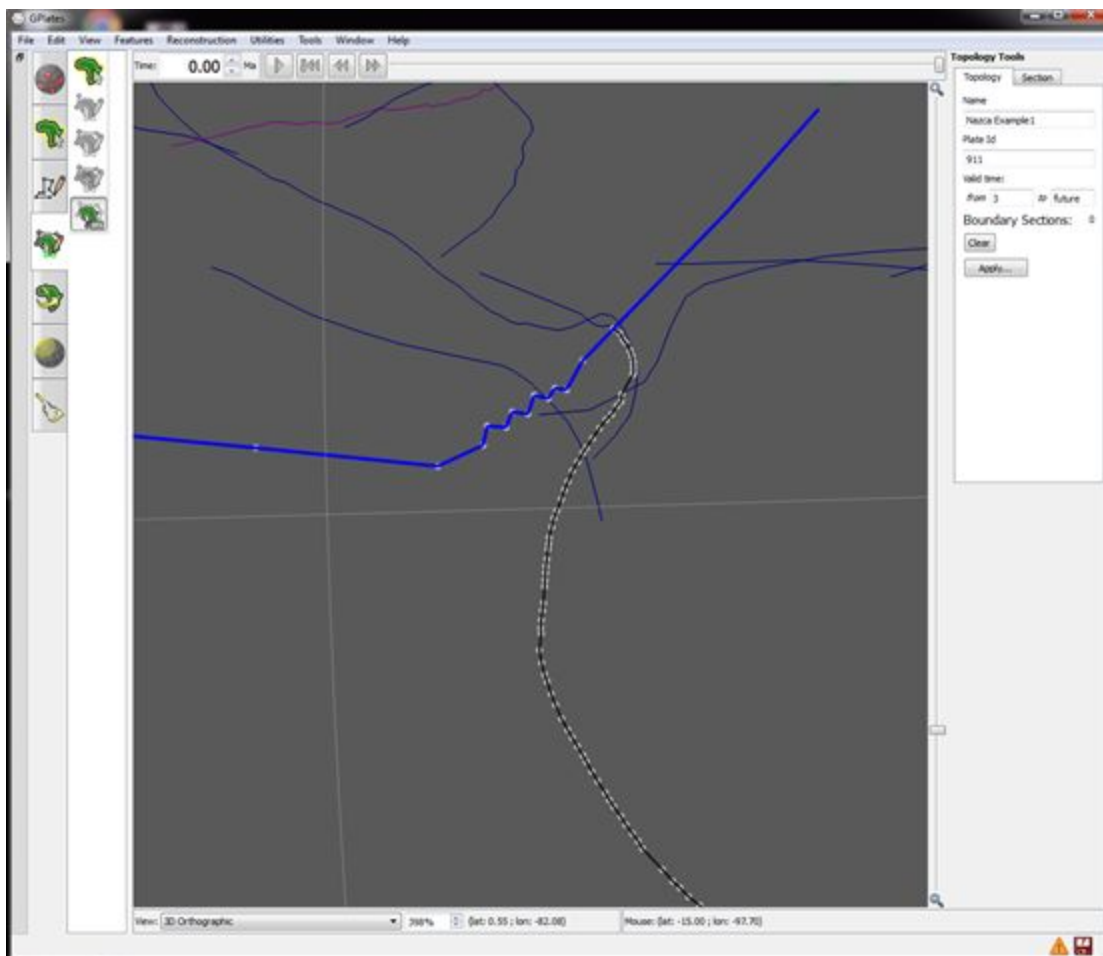 GPlates
File Edit View Features Reconstruction Utilities Tools Window Help
Time: 0.00 Ma
Topology Tools
Topology Section
Name
Nazca Example1
Plate Id
911
Valid time:
from 3 to future
Boundary Sections: 0
Clear
Apply...
View: 3D Orthographic 398% (lat: 0.55 ; lon: -82.08) Mouse: (lat: -15.00 ; lon: -97.70)